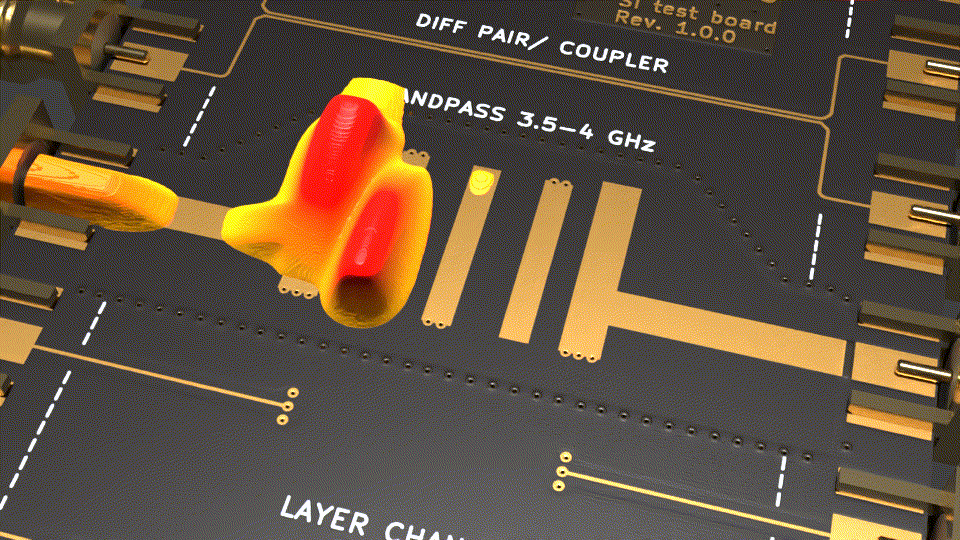 SI test board
Rev. 1.0.0
DIFF PAIR/ COUPLER
ANDPASS 3.5–4 GHz
LAYER CHAN